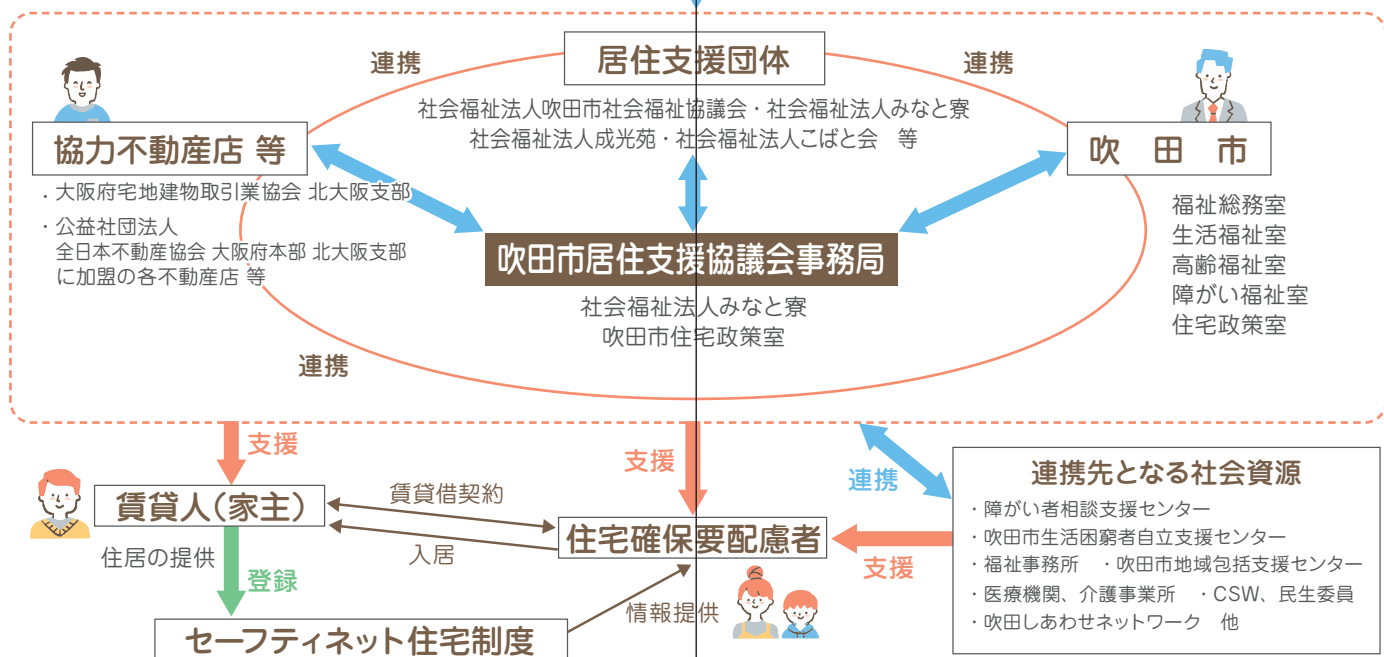 連携
居住支援団体
連携
社会福祉法人吹田市社会福祉協議会・社会福祉法人みなと寮
社会福祉法人成光苑・社会福祉法人こばと会　等
協力不動産店 等
・大阪府宅地建物取引業協会 北大阪支部
・公益社団法人
全日本不動産協会 大阪府本部 北大阪支部
に加盟の各不動産店 等
吹　田　市
福祉総務室
生活福祉室
高齢福祉室
障がい福祉室
住宅政策室
吹田市居住支援協議会事務局
社会福祉法人みなと寮
吹田市住宅政策室
連携
支援
支援
連携
賃貸人(家主)
住居の提供
登録
賃貸借契約
入居
住宅確保要配慮者
支援
情報提供
セーフティネット住宅制度
連携先となる社会資源
・障がい者相談支援センター
・吹田市生活困窮者自立支援センター
・福祉事務所　・吹田市地域包括支援センター
・医療機関、介護事業所　・CSW、民生委員
・吹田しあわせネットワーク　他